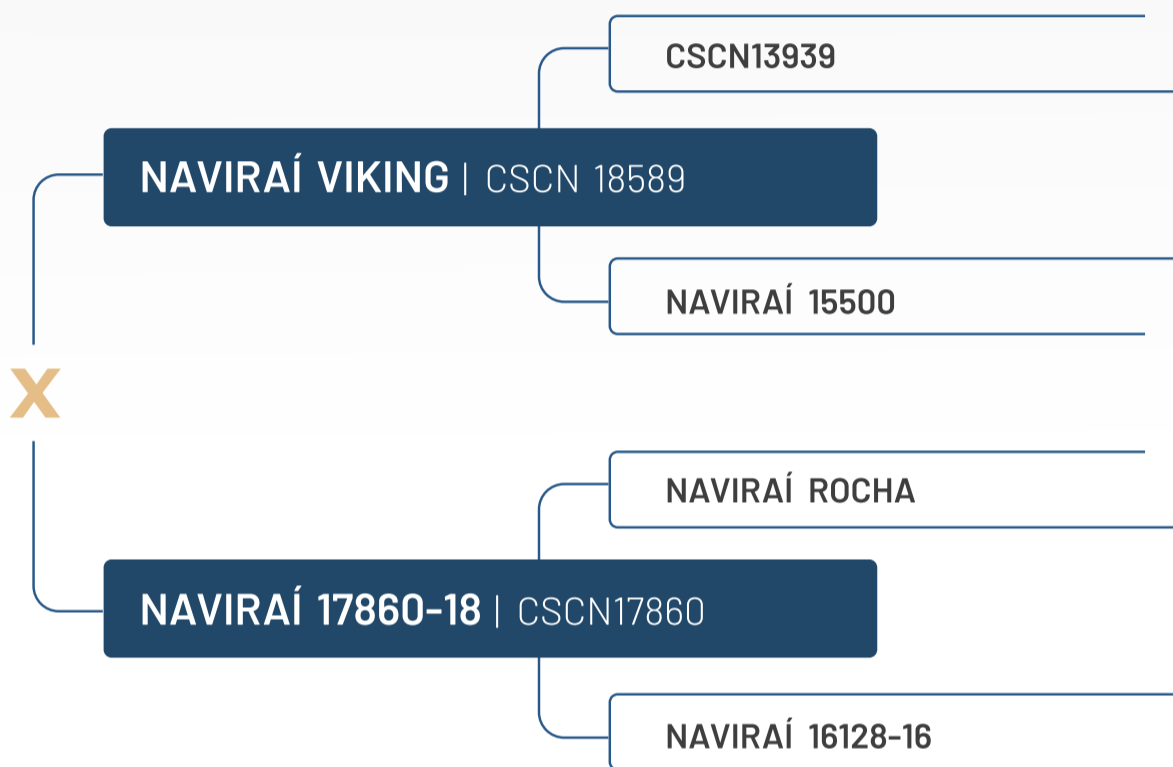 CSCN13939
NAVIRAÍ VIKING | CSCN 18589
NAVIRAÍ 15500
X
NAVIRAÍ ROCHA
NAVIRAÍ 17860-18 | CSCN17860
NAVIRAÍ 16128-16